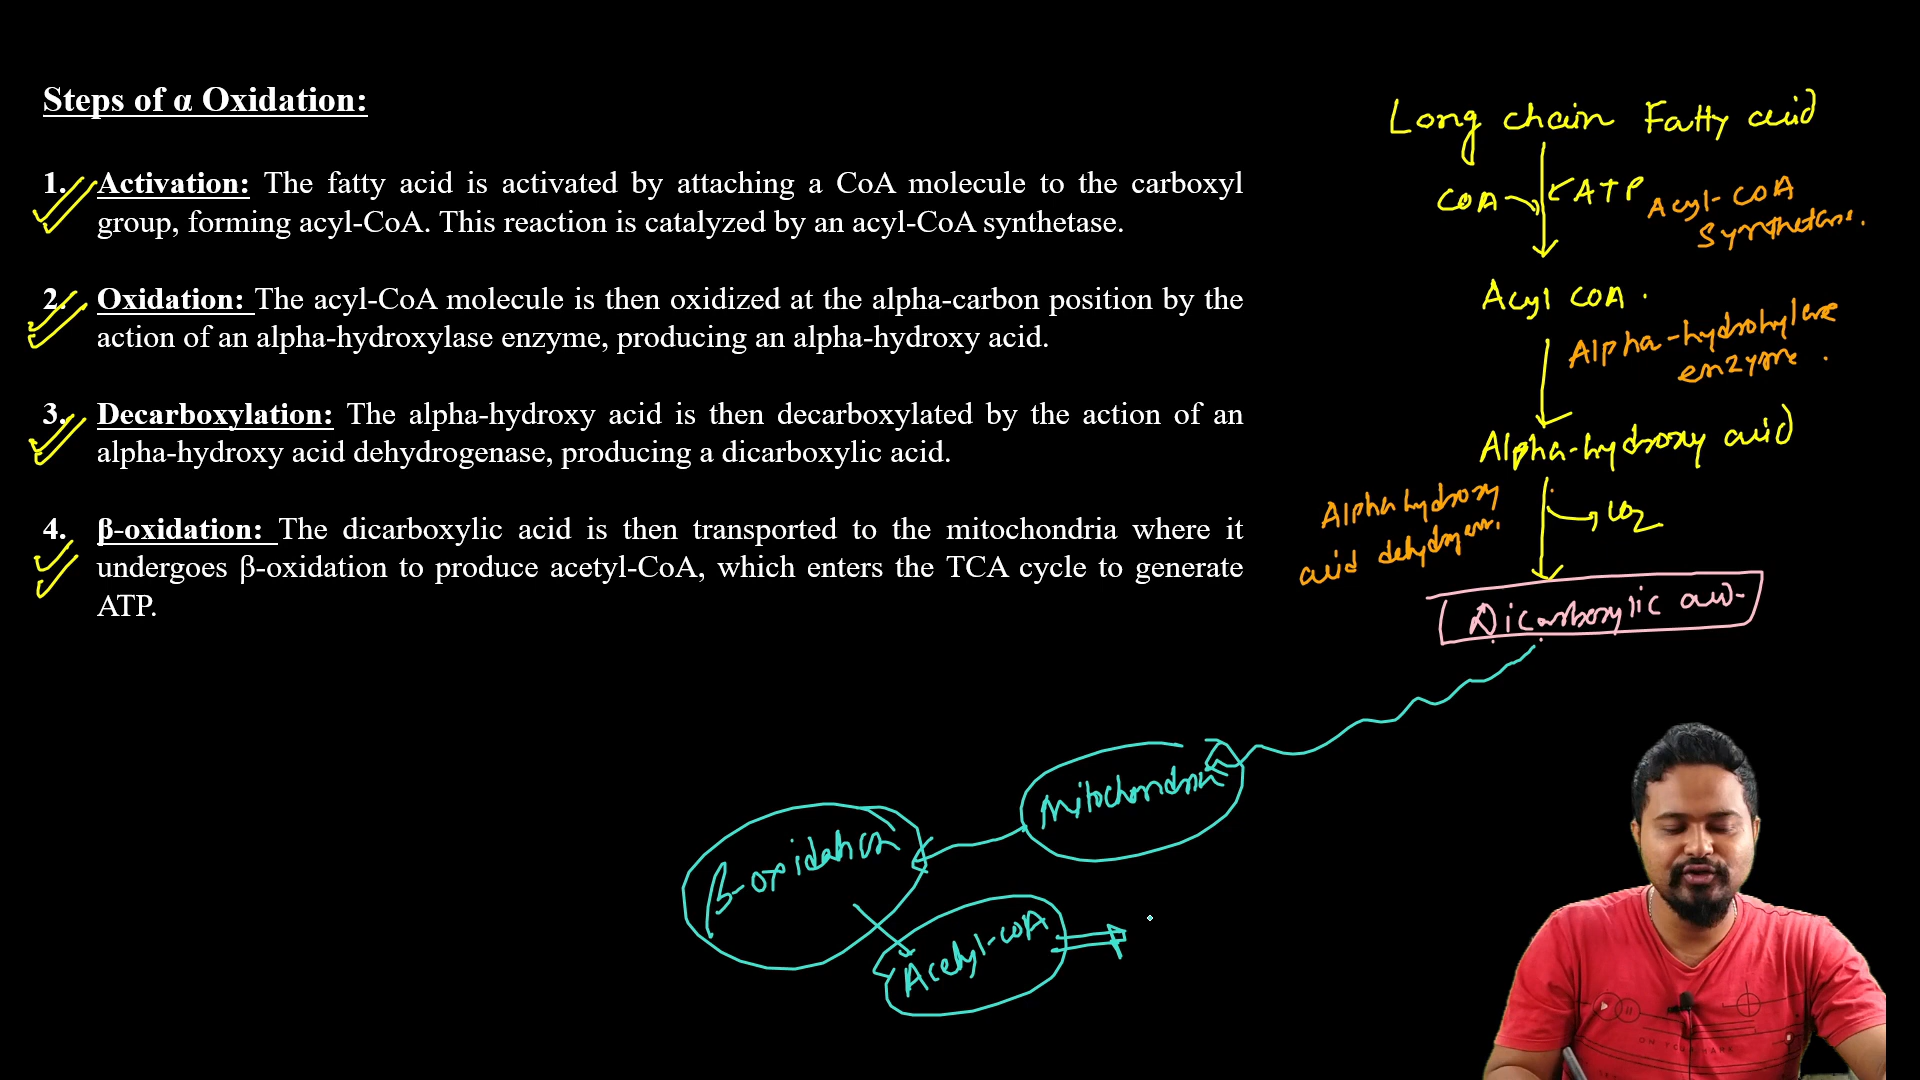 Steps of α Oxidation:
1. Activation: The fatty acid is activated by attaching a CoA molecule to the carboxyl
group, forming acyl-CoA. This reaction is catalyzed by an acyl-CoA synthetase.
2. Oxidation: The acyl-CoA molecule is then oxidized at the alpha-carbon position by the
action of an alpha-hydroxylase enzyme, producing an alpha-hydroxy acid.
3. Decarboxylation: The alpha-hydroxy acid is then decarboxylated by the action of an
alpha-hydroxy acid dehydrogenase, producing a dicarboxylic acid.
4. β-oxidation: The dicarboxylic acid is then transported to the mitochondria where it
undergoes β-oxidation to produce acetyl-CoA, which enters the TCA cycle to generate
ATP.
Long chain Fatty acid
COA ATP
Acyl-COA
Synthetase.
Acyl COA.
Alpha-hydrohylase
enzyme.
Alpha-hydroxy acid
Alpha hydroxy
acid
CO2
Dicarboxylic
Mitochondria
β-oxidation
Acetyl-COA